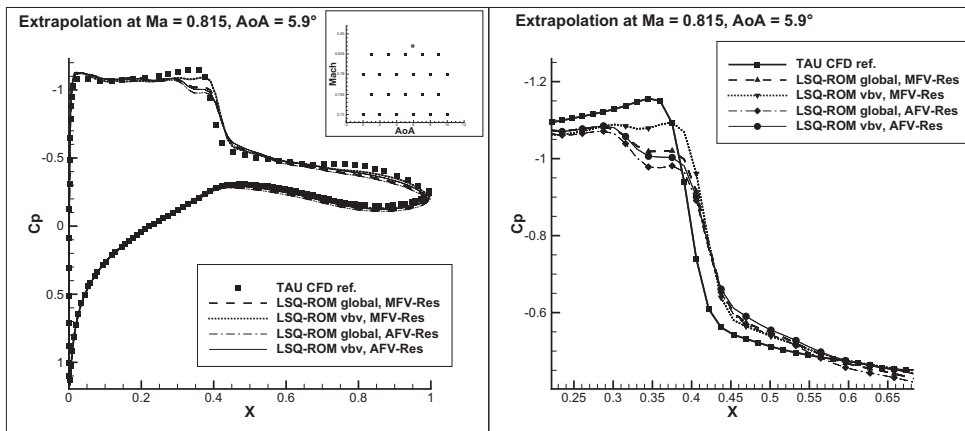 Extrapolation at Ma = 0.815, AoA = 5.9°
Mach
AoA
-1
-0.5
0
0.5
1
Cp
0
0.2
0.4
0.6
0.8
1
X
TAU CFD ref.
LSQ-ROM global, MFV-Res
LSQ-ROM vbv, MFV-Res
LSQ-ROM global, AFV-Res
LSQ-ROM vbv, AFV-Res
Extrapolation at Ma = 0.815, AoA = 5.9°
TAU CFD ref.
LSQ-ROM global, MFV-Res
LSQ-ROM vbv, MFV-Res
LSQ-ROM global, AFV-Res
LSQ-ROM vbv, AFV-Res
-1.2
-1
-0.8
-0.6
Cp
0.25
0.3
0.35
0.4
0.45
0.5
0.55
0.6
0.65
X